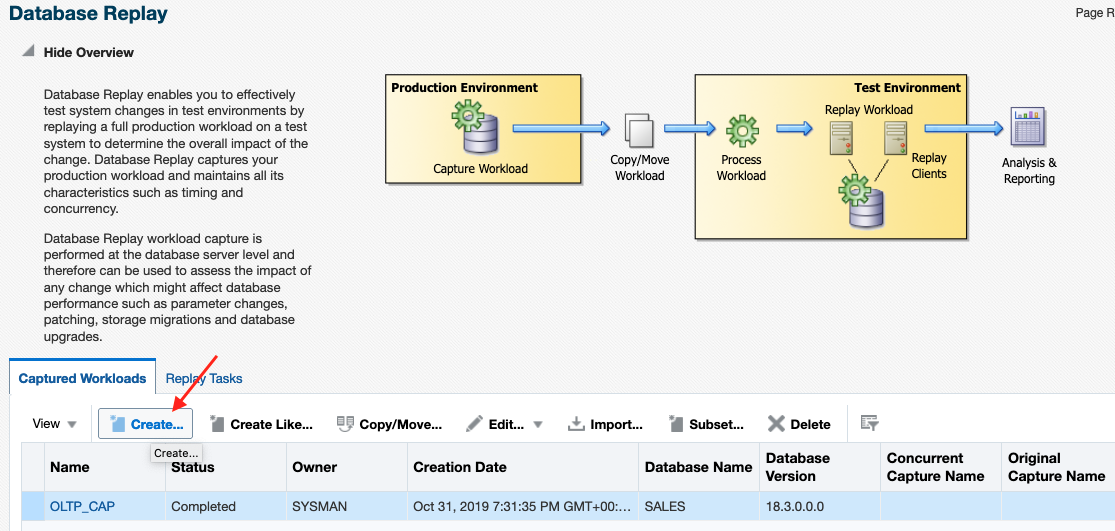 Database Replay
Page R
Hide Overview
Database Replay enables you to effectively
test system changes in test environments by
replaying a full production workload on a test
system to determine the overall impact of the
change. Database Replay captures your
production workload and maintains all its
characteristics such as timing and
concurrency.
Database Replay workload capture is
performed at the database server level and
therefore can be used to assess the impact of
any change which might affect database
performance such as parameter changes,
patching, storage migrations and database
upgrades.
Production Environment
Capture Workload
Copy/Move
Workload
Test Environment
Process
Workload
Replay Workload
Replay
Clients
Analysis &
Reporting
Captured Workloads Replay Tasks
View Create... Create Like... Copy/Move... Edit... Import... Subset... Delete
Create...
Name Status Owner Creation Date Database Name Database
Version Concurrent
Capture Name Original
Capture Name
OLTP_CAP Completed SYSMAN Oct 31, 2019 7:31:35 PM GMT+00:... SALES 18.3.0.0.0